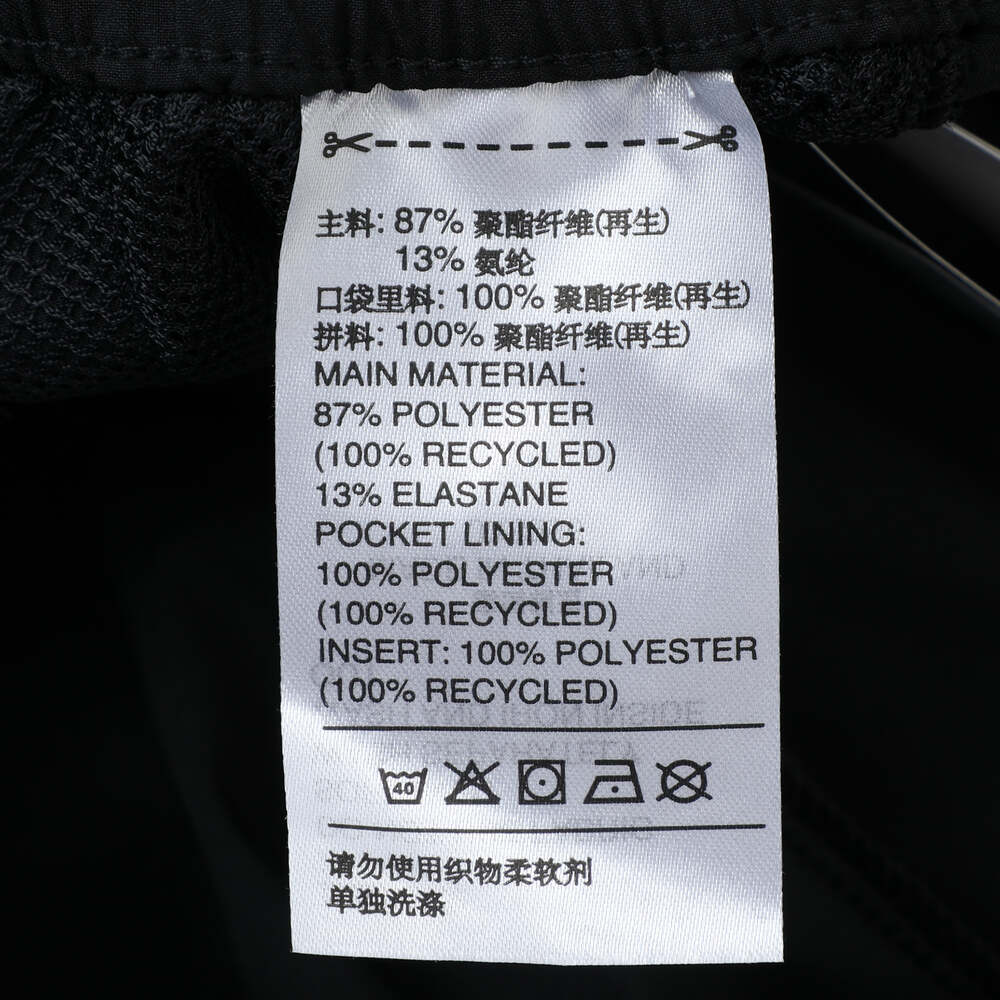 主料: 87% 聚酯纤维(再生)
13% 氨纶
口袋里料: 100% 聚酯纤维(再生)
拼料: 100% 聚酯纤维(再生)
MAIN MATERIAL:
87% POLYESTER
(100% RECYCLED)
13% ELASTANE
POCKET LINING:
100% POLYESTER
(100% RECYCLED)
INSERT: 100% POLYESTER
(100% RECYCLED)
40
请勿使用织物柔软剂
单独洗涤